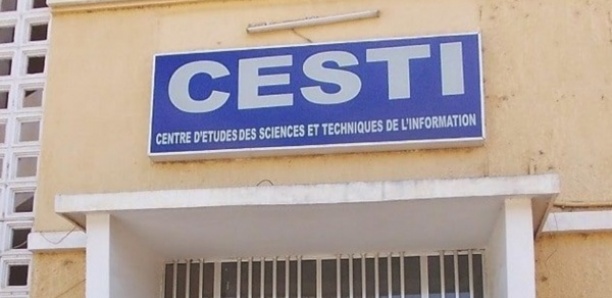 CESTI
CENTRE D'ETUDES DES SCIENCES ET TECHNIQUES DE L'INFORMATION